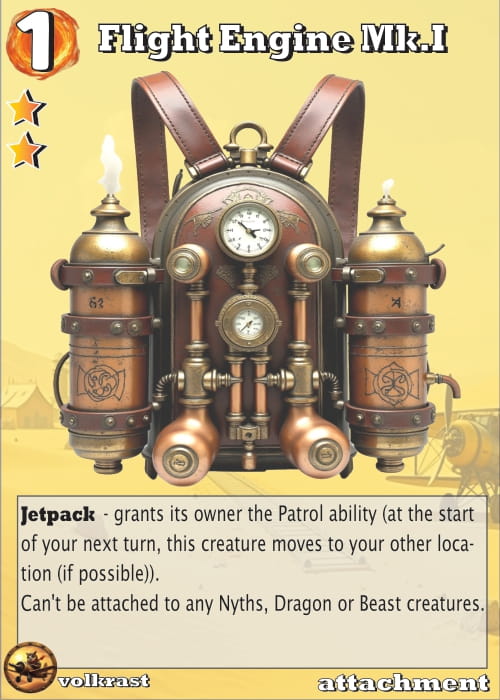 1 Flight Engine Mk.I
Jetpack - grants its owner the Patrol ability (at the start
of your next turn, this creature moves to your other loca-
tion (if possible)).
Can't be attached to any Nyths, Dragon or Beast creatures.
volkrast attachment